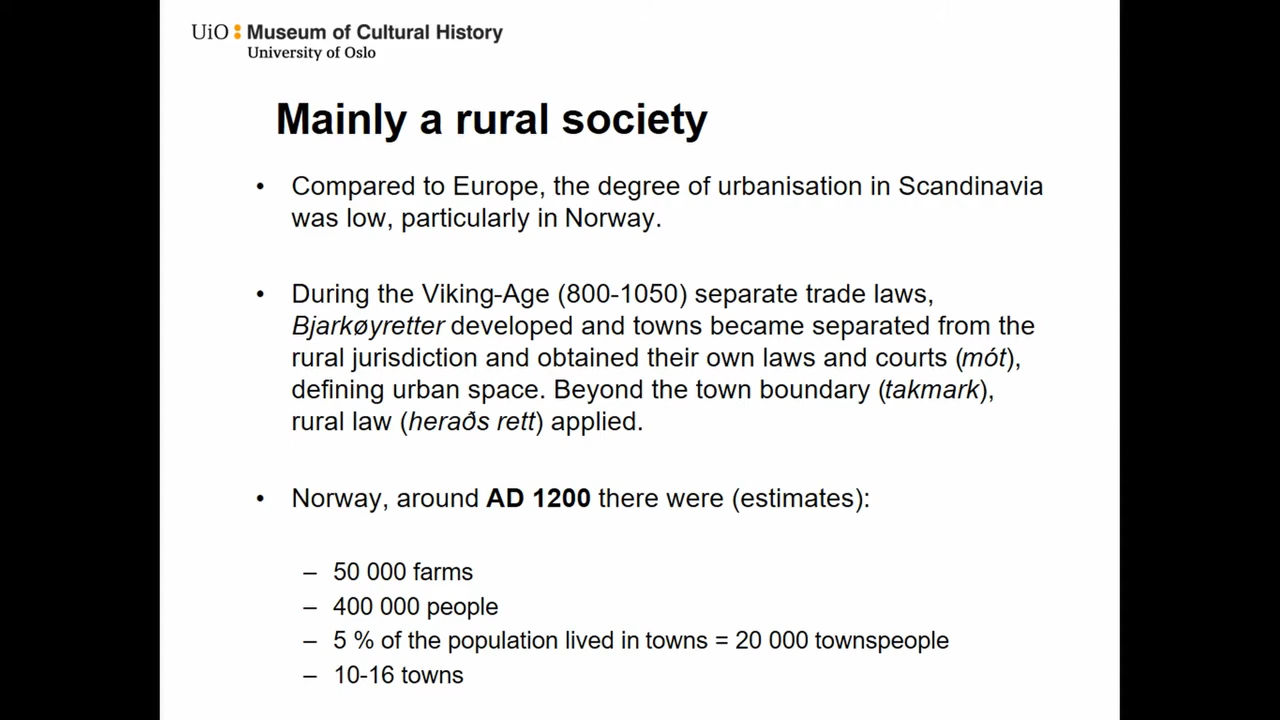 UiO : Museum of Cultural History
University of Oslo
Mainly a rural society
• Compared to Europe, the degree of urbanisation in Scandinavia
was low, particularly in Norway.
• During the Viking-Age (800-1050) separate trade laws,
Bjarkøyretter developed and towns became separated from the
rural jurisdiction and obtained their own laws and courts (mót),
defining urban space. Beyond the town boundary (takmark),
rural law (heraðs rett) applied.
• Norway, around AD 1200 there were (estimates):
– 50 000 farms
– 400 000 people
– 5 % of the population lived in towns = 20 000 townspeople
– 10-16 towns